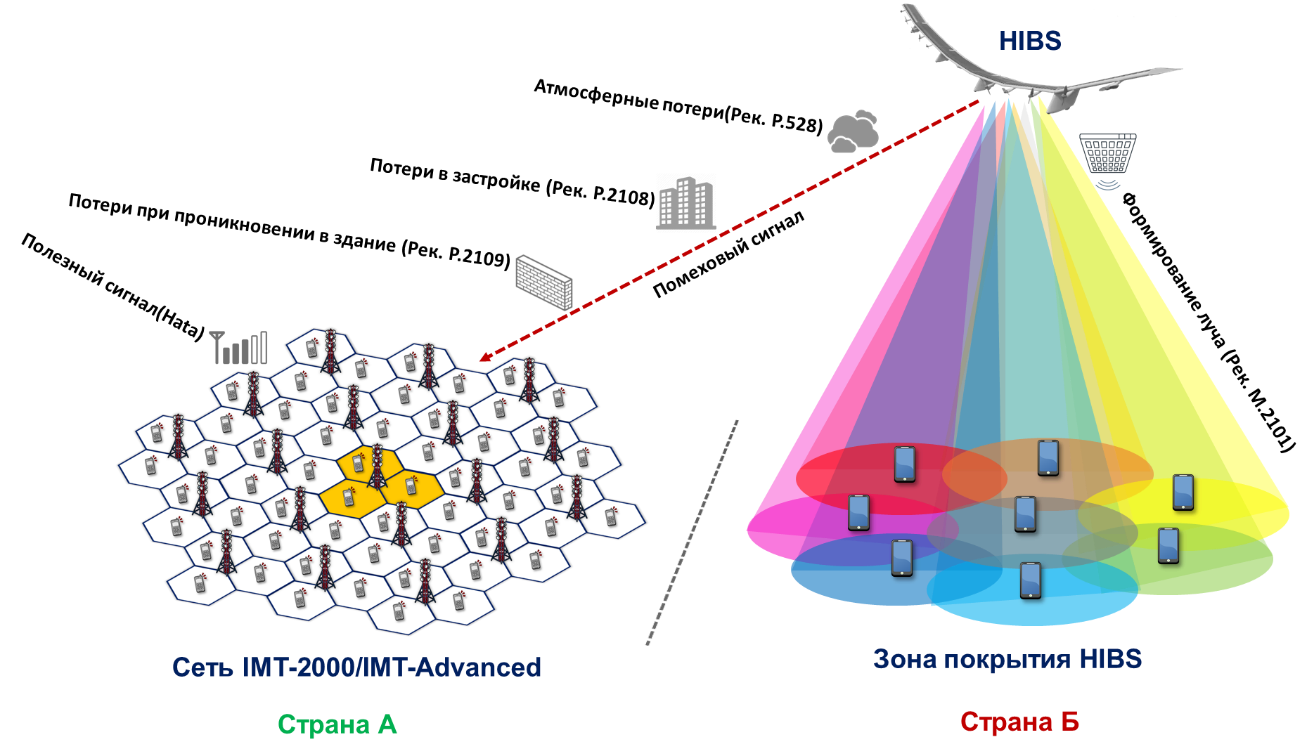 HIBS
Атмосферные потери(Рек. P.528)
Потери в застройке (Рек. P.2108)
Потери при проникновении в здание (Рек. P.2109)
Полезный сигнал(Hata)
Помеховый сигнал
Формирование луча (Рек. M.2101)
Сеть IMT-2000/IMT-Advanced
Зона покрытия HIBS
Страна А
Страна Б